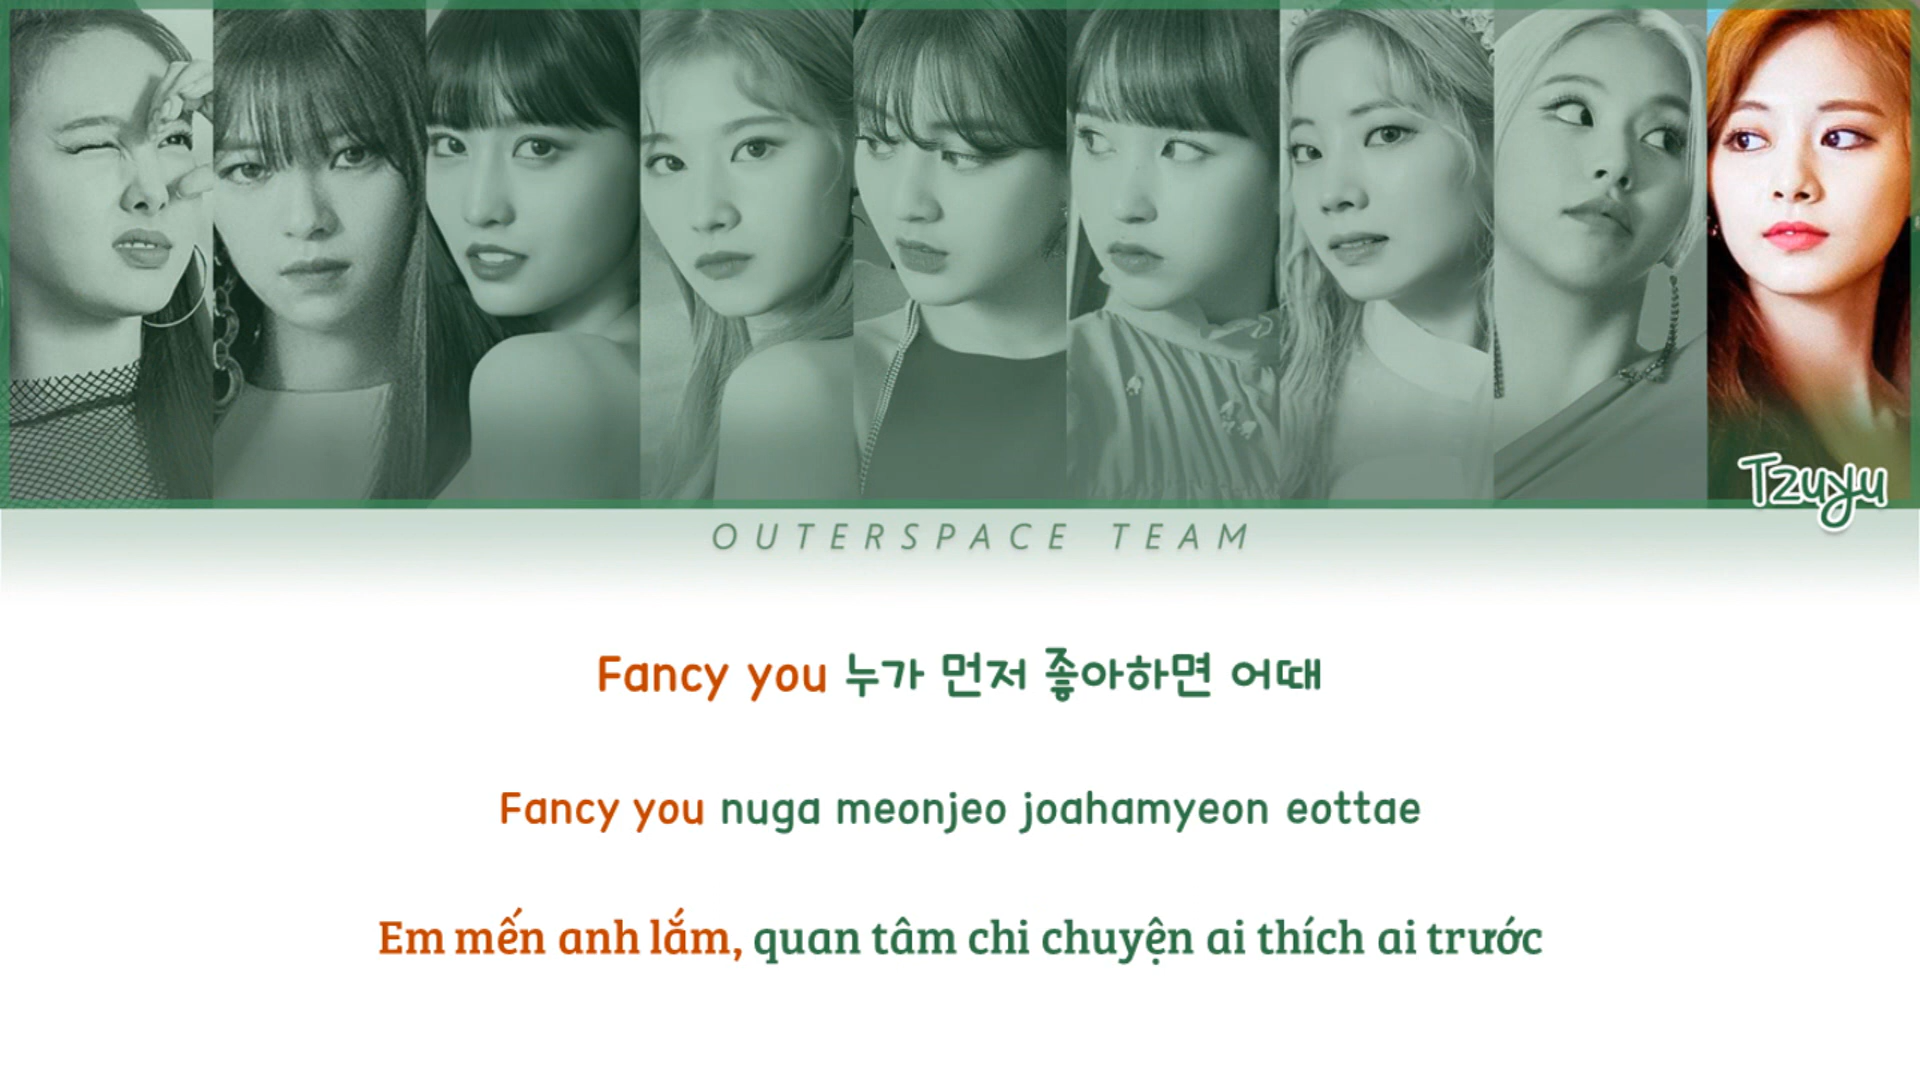 Tzuyu
OUTERSPACE TEAM
Fancy you 누가 먼저 좋아하면 어때
Fancy you nuga meonjeo joahamyeon eottae
Em mến anh lắm, quan tâm chi chuyện ai thích ai trước